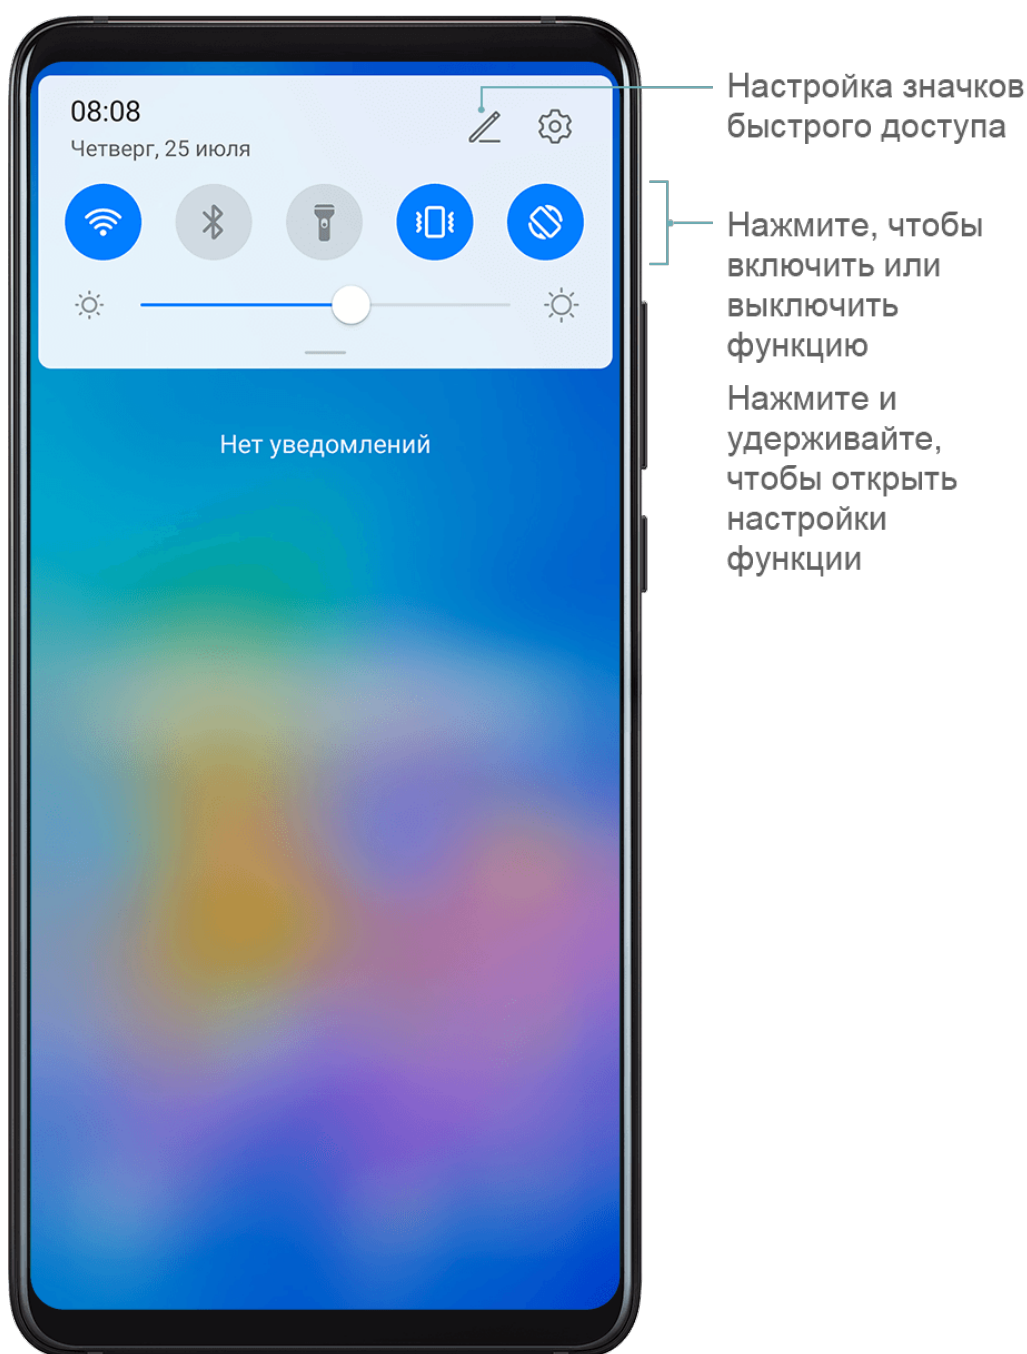 08:08
Четверг, 25 июля
Нет уведомлений
Настройка значков
быстрого доступа
Нажмите, чтобы
включить или
выключить
функцию
Нажмите и
удерживайте,
чтобы открыть
настройки
функции